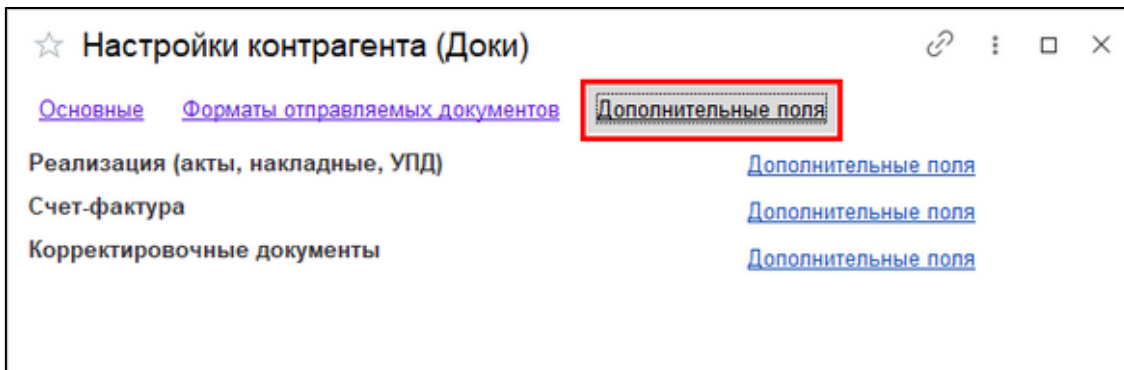 Настройки контрагента (Доки)
Основные Форматы отправляемых документов Дополнительные поля
Реализация (акты, накладные, УПД) Дополнительные поля
Счет-фактура Дополнительные поля
Корректировочные документы Дополнительные поля